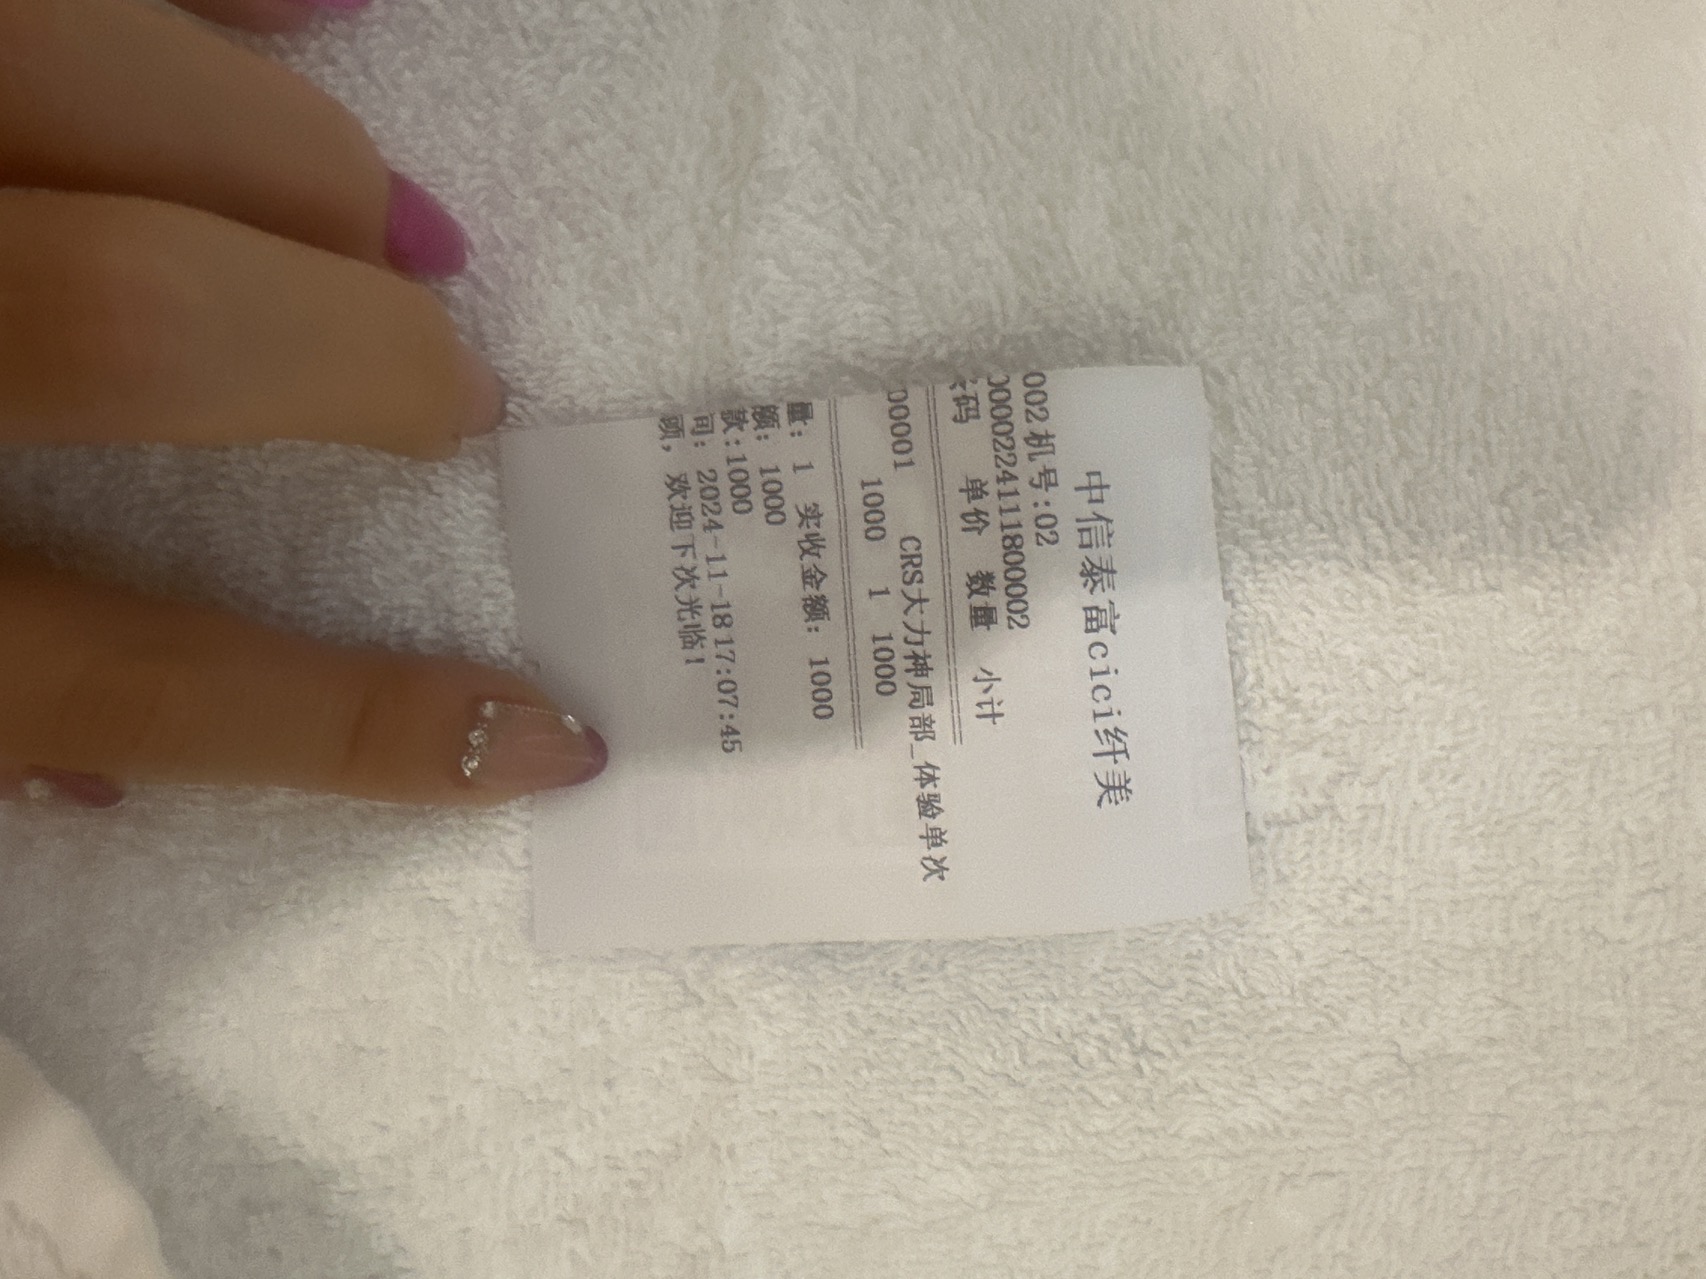 中信泰富cici纤美
002机号:02
000022411180002
码 单价 数量 小计
00001 CRS大力神局部_体验单次
1000 1 1000
量: 1 实收金额: 1000
额: 1000
款:1000
间: 2024-11-18 17:07:45
顾, 欢迎下次光临!